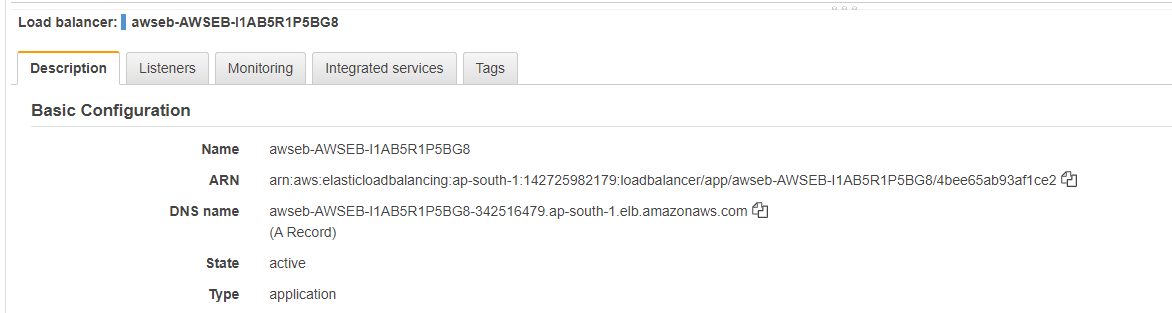 Load balancer: awseb-AWSEB-I1AB5R1P5BG8
Description Listeners Monitoring Integrated services Tags
Basic Configuration
Name awseb-AWSEB-I1AB5R1P5BG8
ARN arn:aws:elasticloadbalancing:ap-south-1:142725982179:loadbalancer/app/awseb-AWSEB-I1AB5R1P5BG8/4bee65ab93af1ce2
DNS name awseb-AWSEB-I1AB5R1P5BG8-342516479.ap-south-1.elb.amazonaws.com
(A Record)
State active
Type application